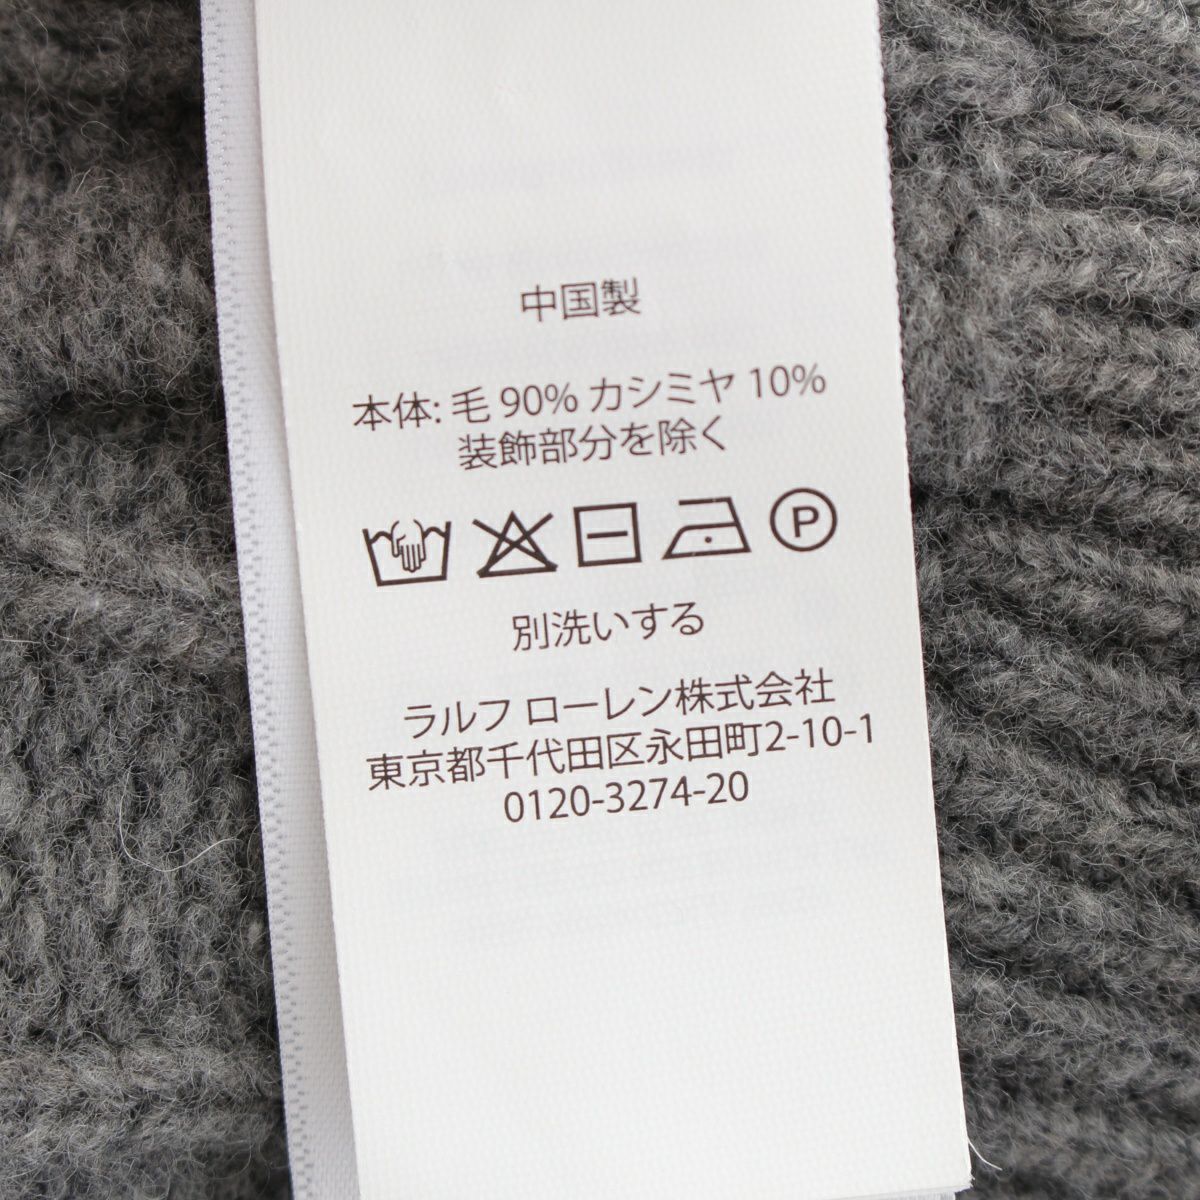 中国製
本体: 毛 90% カシミヤ 10%
装飾部分を除く
P
別洗いする
ラルフ ローレン株式会社
東京都千代田区永田町2-10-1
0120-3274-20